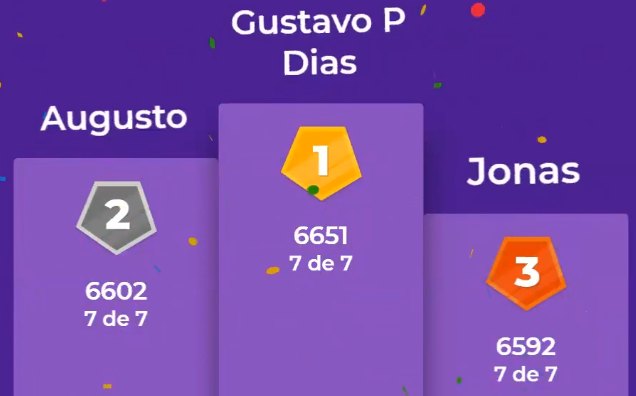 Gustavo P
Dias
Augusto
Jonas
1
6651
7 de 7
2
6602
7 de 7
3
6592
7 de 7